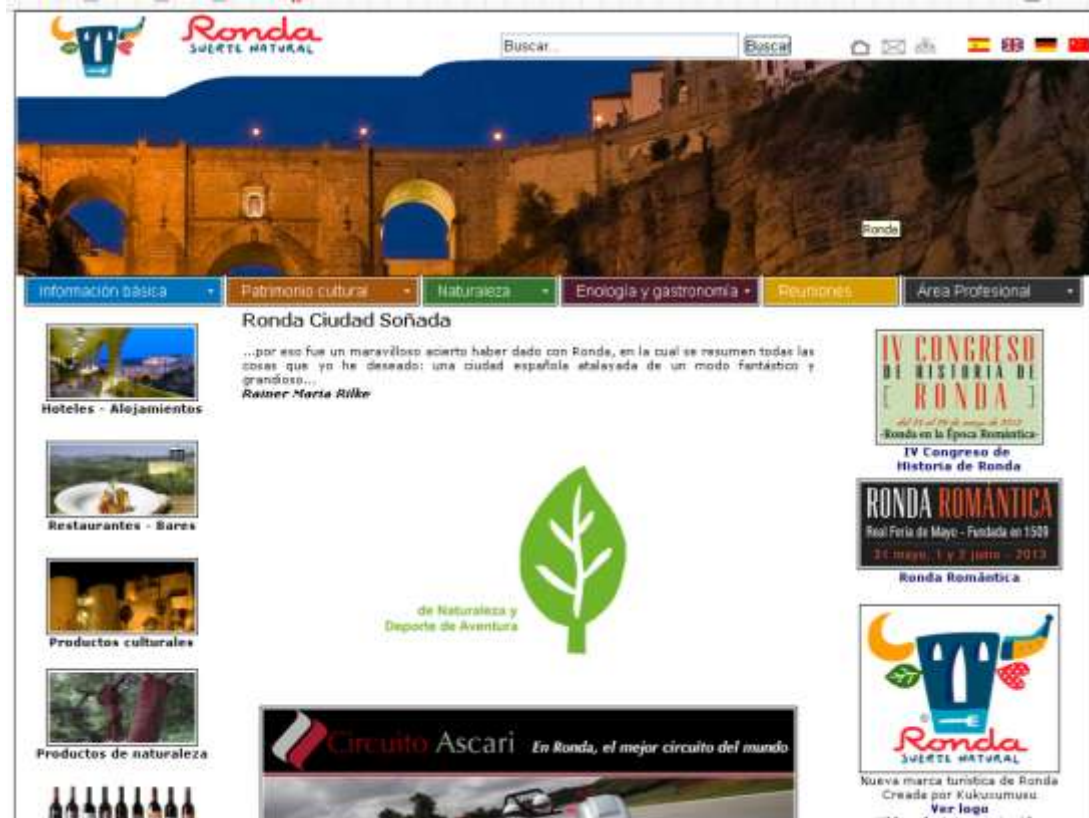 Ronda
SUERTE NATURAL
Buscar...
Buscar
Ronda
Información básica
Patrimonio cultural
Naturaleza
Enología y gastronomía
Reuniones
Área Profesional
Hoteles - Alojamientos
Restaurantes - Bares
Productos culturales
Productos de naturaleza
Ronda Ciudad Soñada
...por eso fue un maravilloso acierto haber dado con Ronda, en la cual se resumen todas las
cosas que yo he deseado: una ciudad española atalayada de un modo fantástico y
grandioso...
Rainer Maria Rilke
de Naturaleza y
Deporte de Aventura
Circuito Ascari En Ronda, el mejor circuito del mundo
IV CONGRESO
DE HISTORIA DE
[ RONDA ]
-Ronda en la Época Romántica-
IV Congreso de
Historia de Ronda
RONDA ROMÁNTICA
Real Feria de Mayo - Fundada en 1509
31 mayo, 1 y 2 junio - 2013
Ronda Romántica
©
Ronda
SUERTE NATURAL
Nueva marca turística de Ronda
Creada por Kukuxumusu
Ver logo